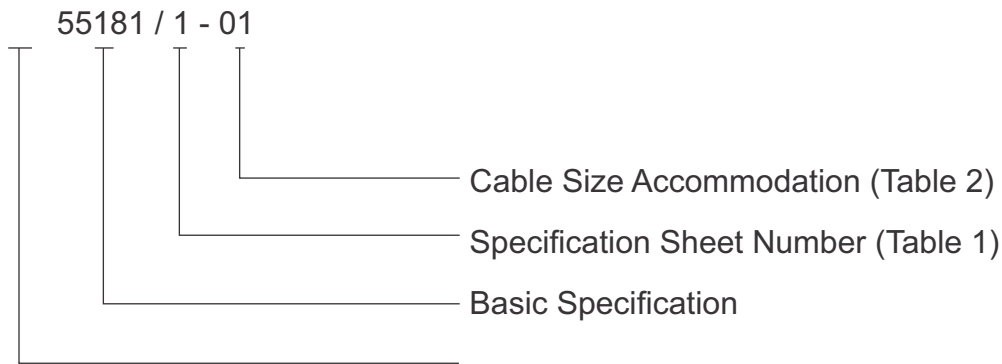 55181 / 1 - 01
Cable Size Accommodation (Table 2)
Specification Sheet Number (Table 1)
Basic Specification